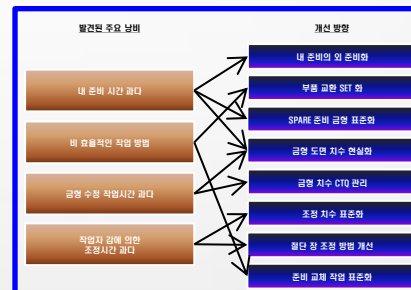 발견된 주요 낭비
개선 방향
내 준비 시간 과다
비 효율적인 작업 방법
금형 수정 작업시간 과다
작업자 감에 의한
조정시간 과다
내 준비의 외 준비화
부품 교환 SET 화
SPARE 준비 금형 표준화
금형 도면 치수 현실화
금형 치수 CTQ 관리
조정 치수 표준화
절단 장 조정 방법 개선
준비 교체 작업 표준화